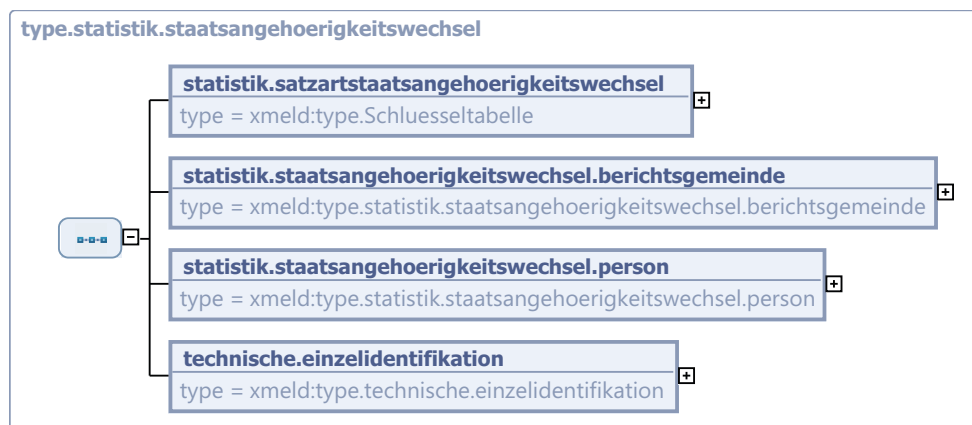 type.statistik.staatsangehoerigkeitswechsel
statistik.satzartstaatsangehoerigkeitswechsel
type = xmeld:type.Schluesseltabelle
statistik.staatsangehoerigkeitswechsel.berichtsgemeinde
type = xmeld:type.statistik.staatsangehoerigkeitswechsel.berichtsgemeinde
statistik.staatsangehoerigkeitswechsel.person
type = xmeld:type.statistik.staatsangehoerigkeitswechsel.person
technische.einzelidentifikation
type = xmeld:type.technische.einzelidentifikation